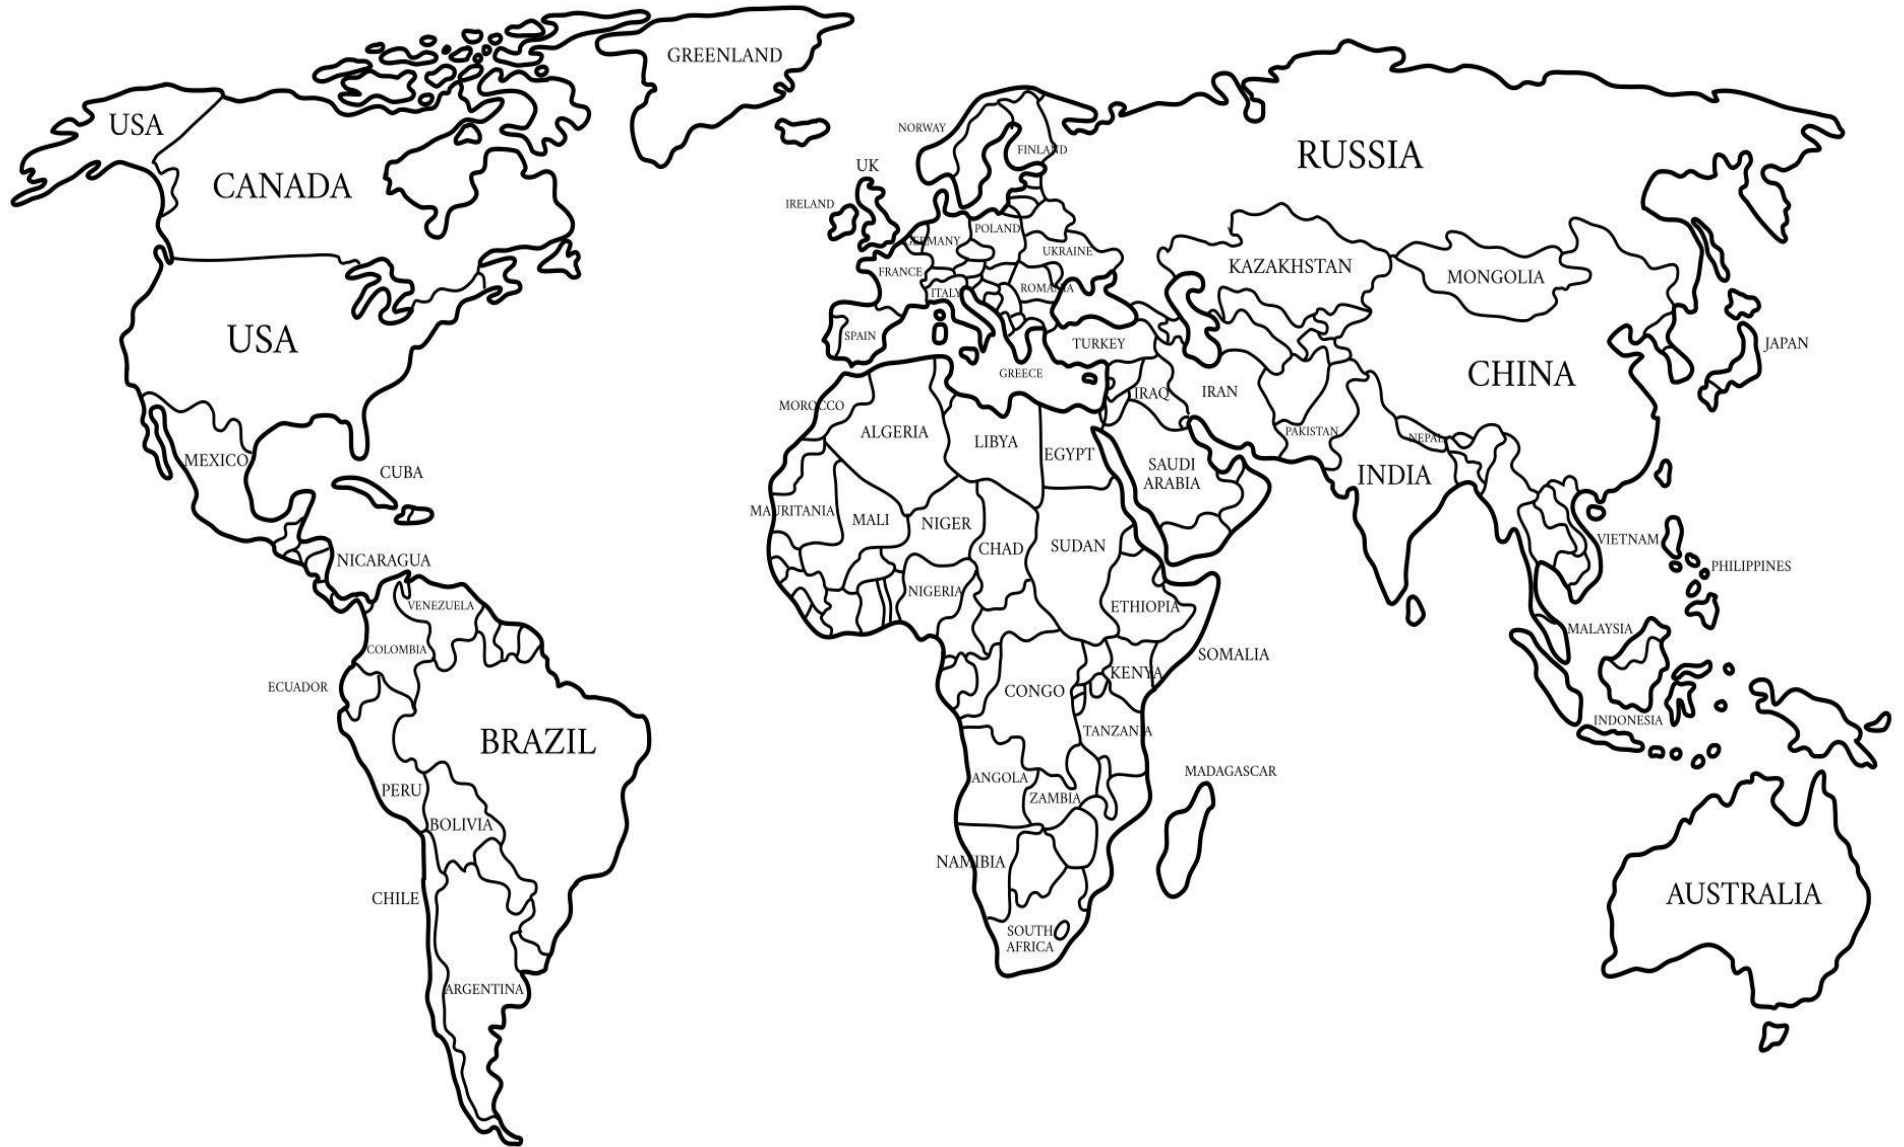 GREENLAND
USA
NORWAY
FINLAND
RUSSIA
UK
CANADA
IRELAND
POLAND
GERMANY
UKRAINE
FRANCE
KAZAKHSTAN
MONGOLIA
ITALY
ROMANIA
USA
SPAIN
TURKEY
JAPAN
GREECE
CHINA
IRAQ
IRAN
MOROCCO
ALGERIA
LIBYA
EGYPT
PAKISTAN
NEPAL
MEXICO
CUBA
SAUDI
ARABIA
INDIA
MAURITANIA
MALI
NIGER
CHAD
SUDAN
VIETNAM
NICARAGUA
PHILIPPINES
VENEZUELA
NIGERIA
ETHIOPIA
COLOMBIA
MALAYSIA
SOMALIA
ECUADOR
CONGO
KENYA
BRAZIL
TANZANIA
INDONESIA
PERU
ANGOLA
ZAMBIA
MADAGASCAR
BOLIVIA
NAMIBIA
CHILE
AUSTRALIA
SOUTH
AFRICA
ARGENTINA